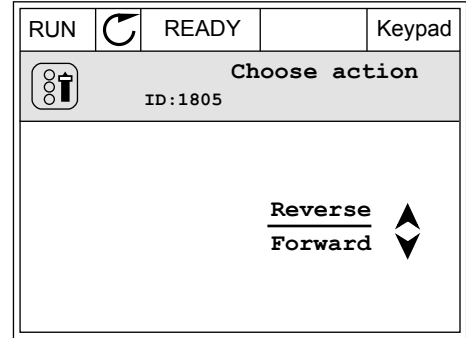 RUN READY Keypad
Choose action
ID:1805
Reverse
Forward